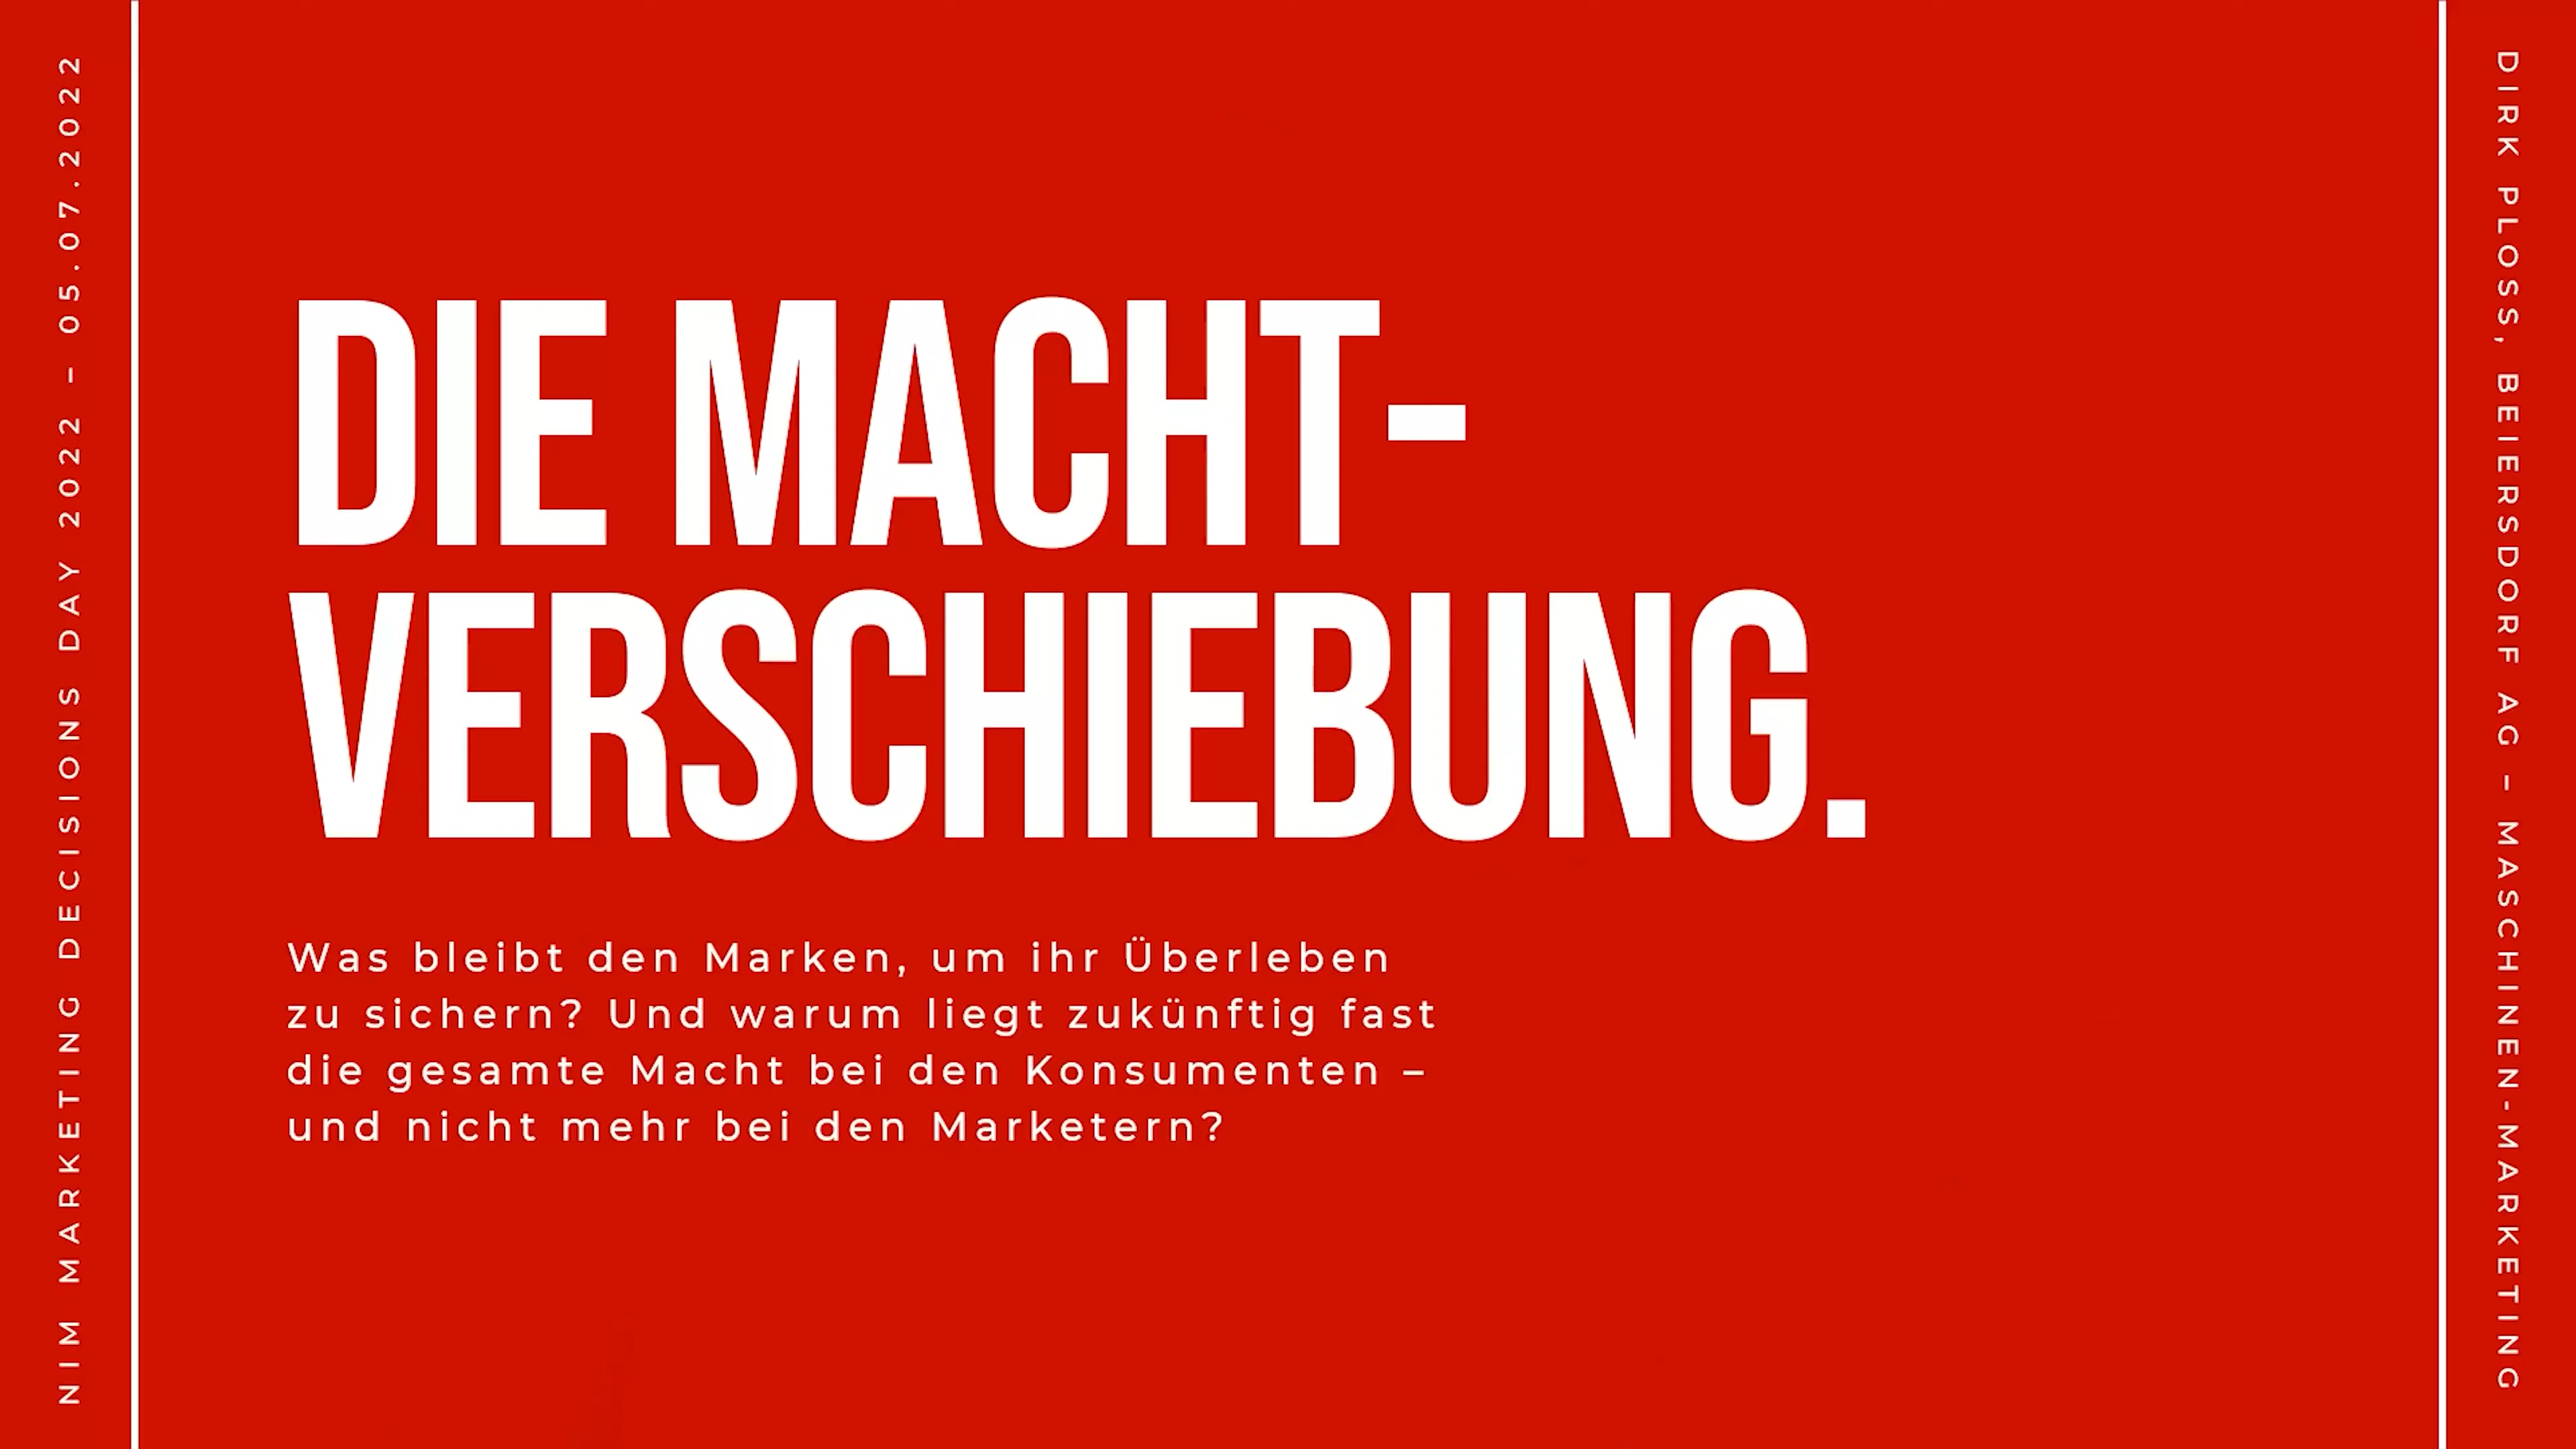 NIM MARKETING DECISIONS DAY 2022 – 05.07.2022
DIE MACHT-
VERSCHIEBUNG.
Was bleibt den Marken, um ihr Überleben
zu sichern? Und warum liegt zukünftig fast
die gesamte Macht bei den Konsumenten –
und nicht mehr bei den Marketern?
DIRK PLOSS, BEIERSDORF AG – MASCHINEN-MARKETING